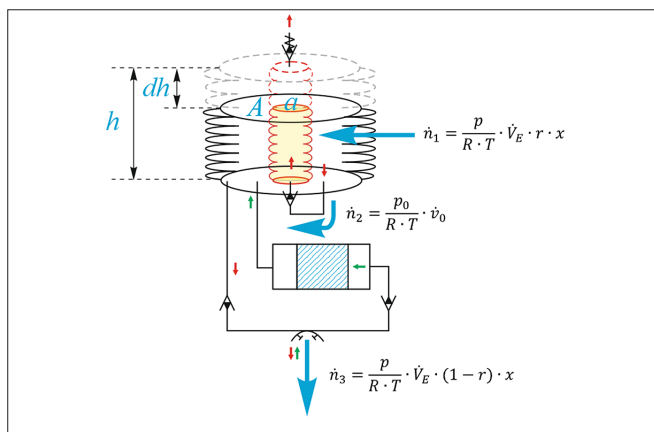 dh
A
a
h
ṅ₁ = p / (R · T) · V̇_E · r · x
ṅ₂ = p₀ / (R · T) · v̇₀
ṅ₃ = p / (R · T) · V̇_E · (1 − r) · x